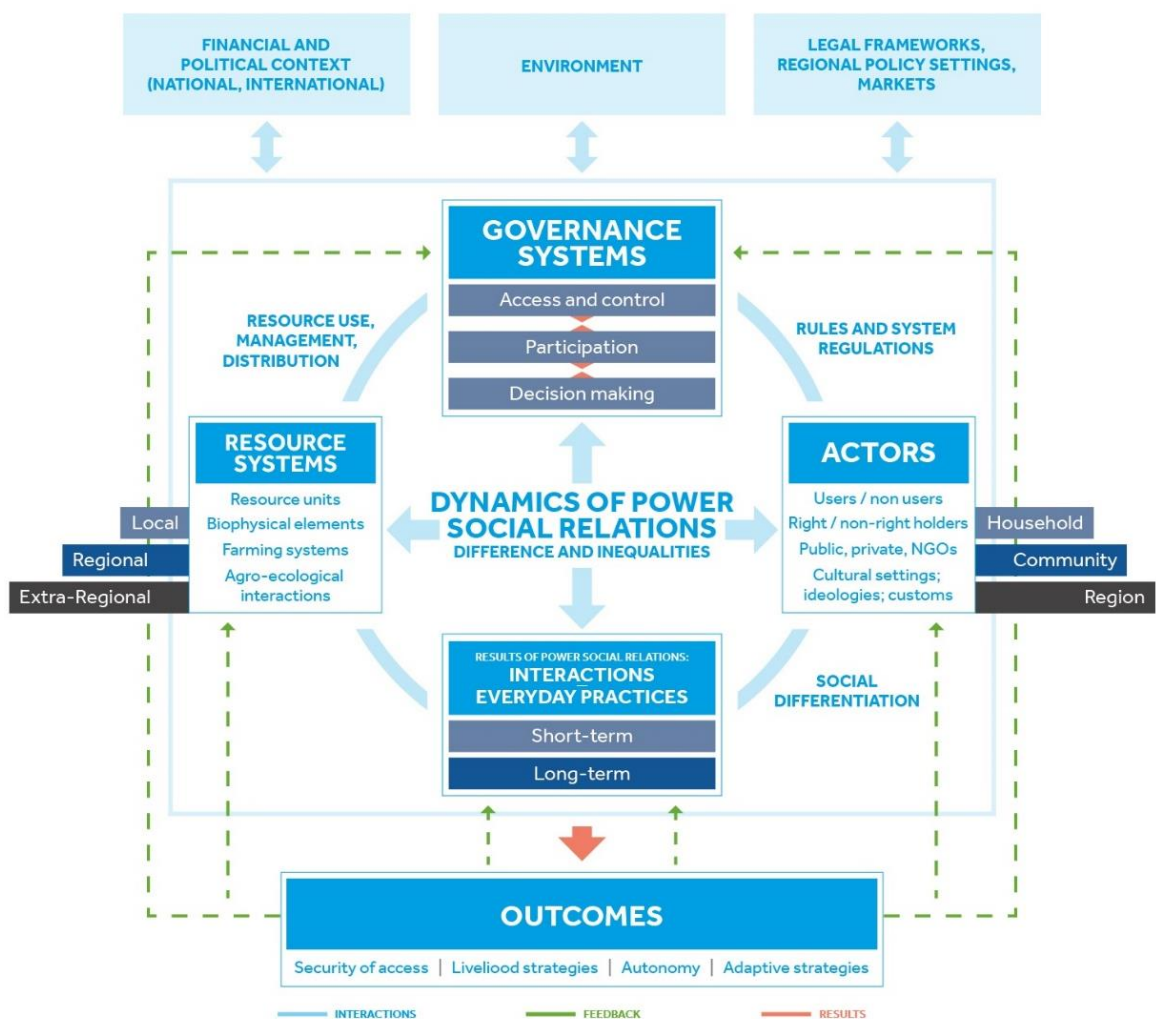 FINANCIAL AND
POLITICAL CONTEXT
(NATIONAL, INTERNATIONAL)
ENVIRONMENT
LEGAL FRAMEWORKS,
REGIONAL POLICY SETTINGS,
MARKETS
GOVERNANCE
SYSTEMS
Access and control
Participation
Decision making
RESOURCE USE,
MANAGEMENT,
DISTRIBUTION
RULES AND SYSTEM
REGULATIONS
RESOURCE
SYSTEMS
Resource units
Biophysical elements
Farming systems
Agro-ecological
interactions
Local
Regional
Extra-Regional
DYNAMICS OF POWER
SOCIAL RELATIONS
DIFFERENCE AND INEQUALITIES
ACTORS
Users / non users
Right / non-right holders
Public, private, NGOs
Cultural settings;
ideologies; customs
Household
Community
Region
RESULTS OF POWER SOCIAL RELATIONS:
INTERACTIONS
–
EVERYDAY PRACTICES
Short-term
Long-term
SOCIAL
DIFFERENTIATION
OUTCOMES
Security of access | Liveliood strategies | Autonomy | Adaptive strategies
INTERACTIONS
FEEDBACK
RESULTS